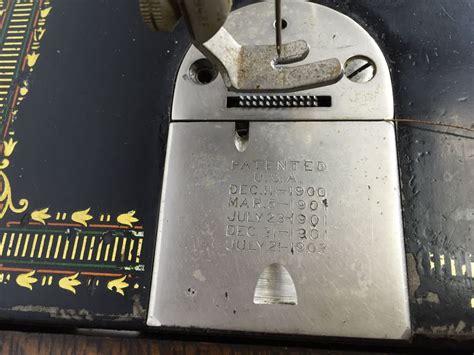 PATENTED
U.S.A.
DEC. 11-1900
MAR. 5-1901
JULY 23-1901
DEC 31-1901
JULY 21-1903